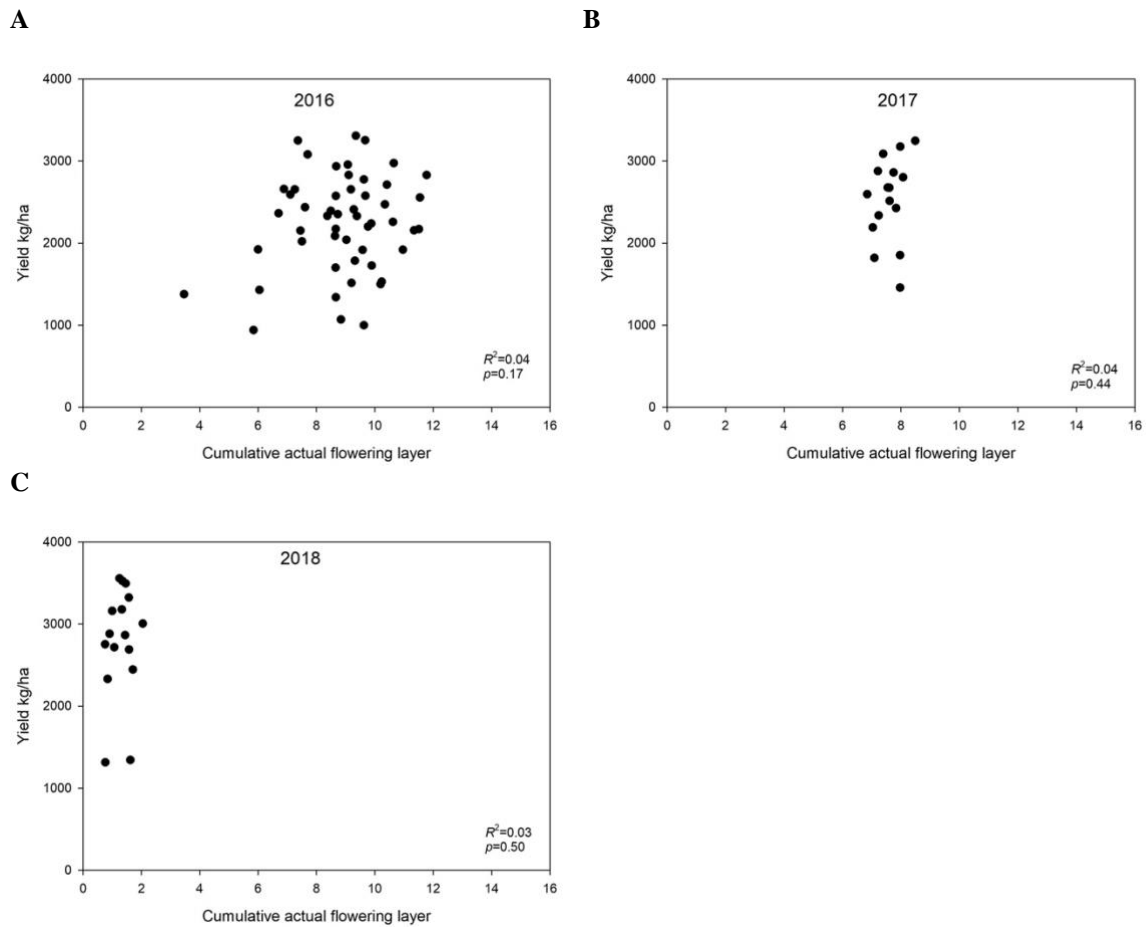 A
4000
3000
2000
1000
0
Yield kg/ha
2016
R²=0.04
p=0.17
0 2 4 6 8 10 12 14 16
Cumulative actual flowering layer
B
4000
3000
2000
1000
0
Yield kg/ha
2017
R²=0.04
p=0.44
0 2 4 6 8 10 12 14 16
Cumulative actual flowering layer
C
4000
3000
2000
1000
0
Yield kg/ha
2018
R²=0.03
p=0.50
0 2 4 6 8 10 12 14 16
Cumulative actual flowering layer